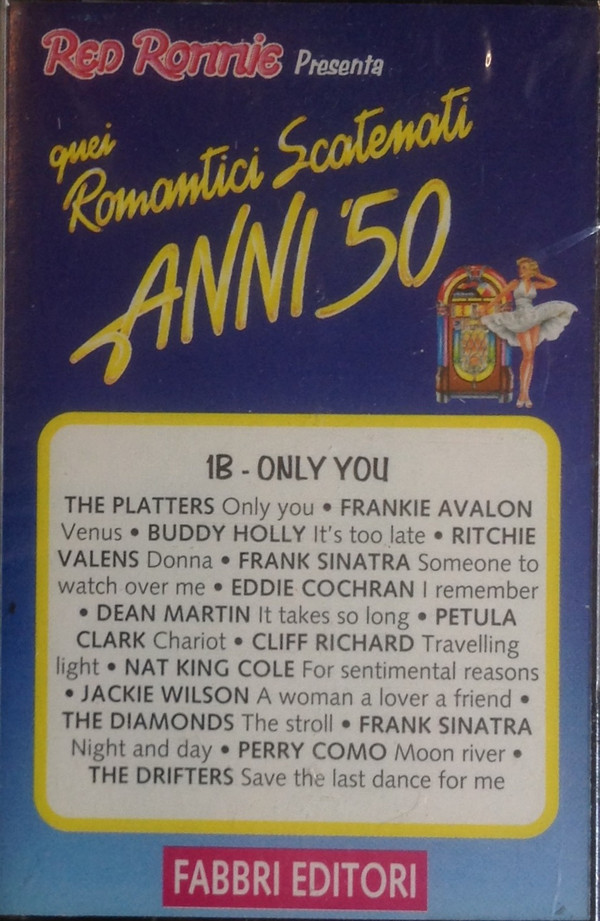 Red Ronnie Presenta
quei
Romantici Scatenati
ANNI '50
1B - ONLY YOU
THE PLATTERS Only you • FRANKIE AVALON
Venus • BUDDY HOLLY It's too late • RITCHIE
VALENS Donna • FRANK SINATRA Someone to
watch over me • EDDIE COCHRAN I remember
• DEAN MARTIN It takes so long • PETULA
CLARK Chariot • CLIFF RICHARD Travelling
light • NAT KING COLE For sentimental reasons
• JACKIE WILSON A woman a lover a friend •
THE DIAMONDS The stroll • FRANK SINATRA
Night and day • PERRY COMO Moon river •
THE DRIFTERS Save the last dance for me
FABBRI EDITORI